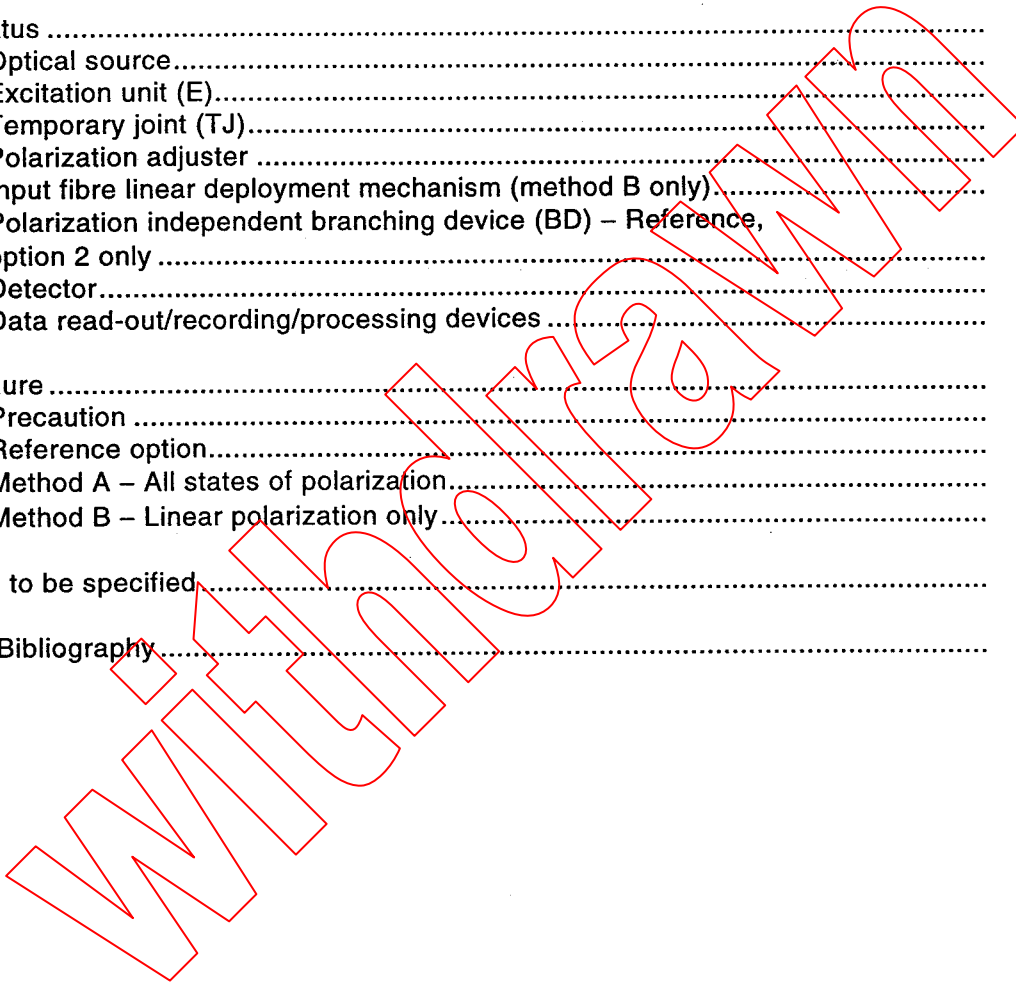 tus ........................................................................
Optical source........................................................................
Excitation unit (E)........................................................................
Temporary joint (TJ)........................................................................
Polarization adjuster ........................................................................
nput fibre linear deployment mechanism (method B only)................................
Polarization independent branching device (BD) – Reference,
option 2 only ........................................................................
Detector........................................................................
Data read-out/recording/processing devices ................................................
ure ........................................................................
Precaution ........................................................................
Reference option........................................................................
Method A – All states of polarization................................................
Method B – Linear polarization only................................................
to be specified........................................................................
Bibliography........................................................................
withdrawn